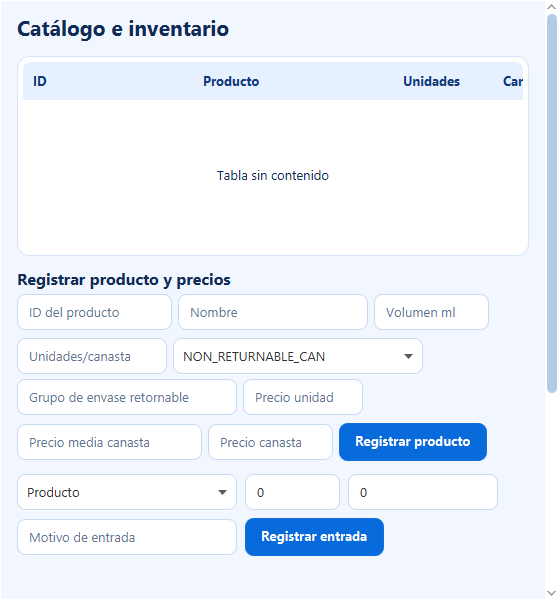 Catálogo e inventario
ID Producto Unidades Car
Tabla sin contenido
Registrar producto y precios
ID del producto Nombre Volumen ml
Unidades/canasta NON_RETURNABLE_CAN
Grupo de envase retornable Precio unidad
Precio media canasta Precio canasta Registrar producto
Producto 0 0
Motivo de entrada Registrar entrada